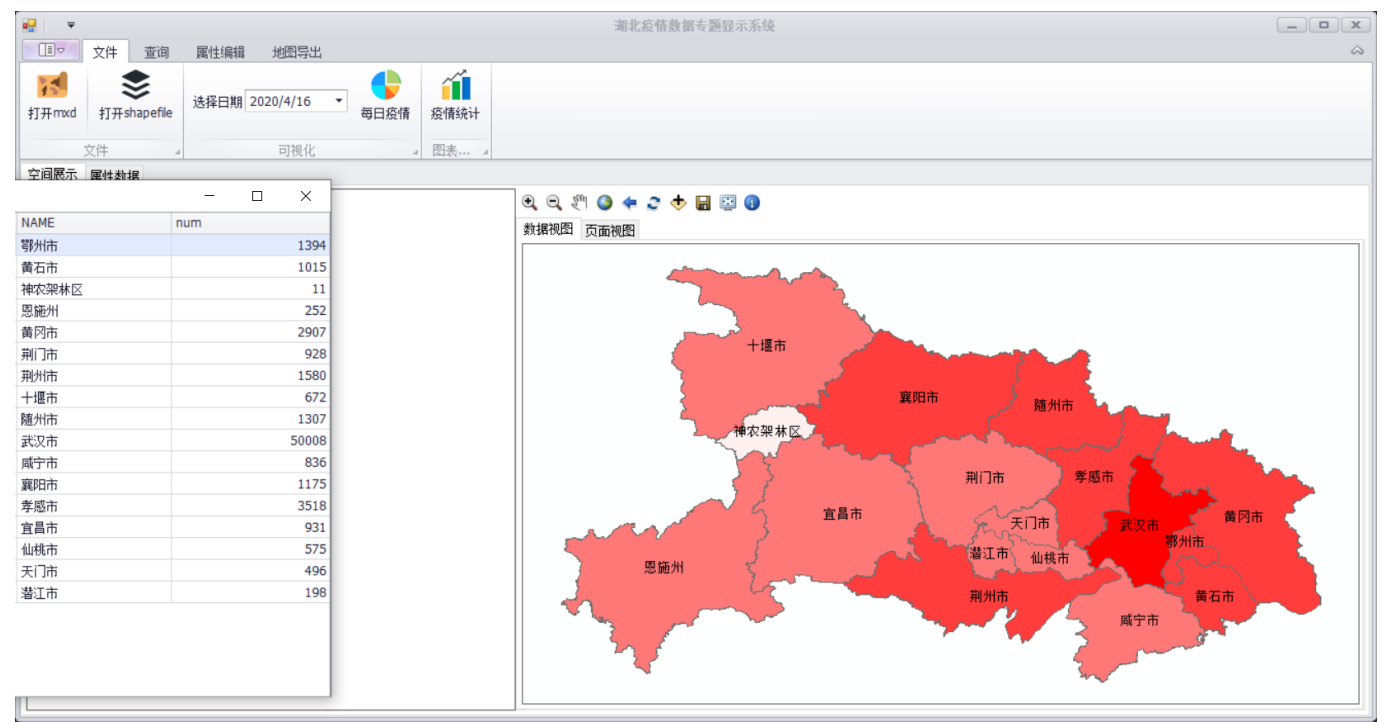 湖北疫情数据专题显示系统
文件 查询 属性编辑 地图导出
打开mxd 打开shapefile 选择日期 2020/4/16 每日疫情 疫情统计
文件 可视化 图表...
空间展示 属性数据
NAME num
鄂州市 1394
黄石市 1015
神农架林区 11
恩施州 252
黄冈市 2907
荆门市 928
荆州市 1580
十堰市 672
随州市 1307
武汉市 50008
咸宁市 836
襄阳市 1175
孝感市 3518
宜昌市 931
仙桃市 575
天门市 496
潜江市 198
数据视图 页面视图
十堰市
襄阳市
随州市
神农架林区
荆门市
孝感市
宜昌市
天门市
武汉市
黄冈市
鄂州市
潜江市
仙桃市
恩施州
荆州市
黄石市
咸宁市